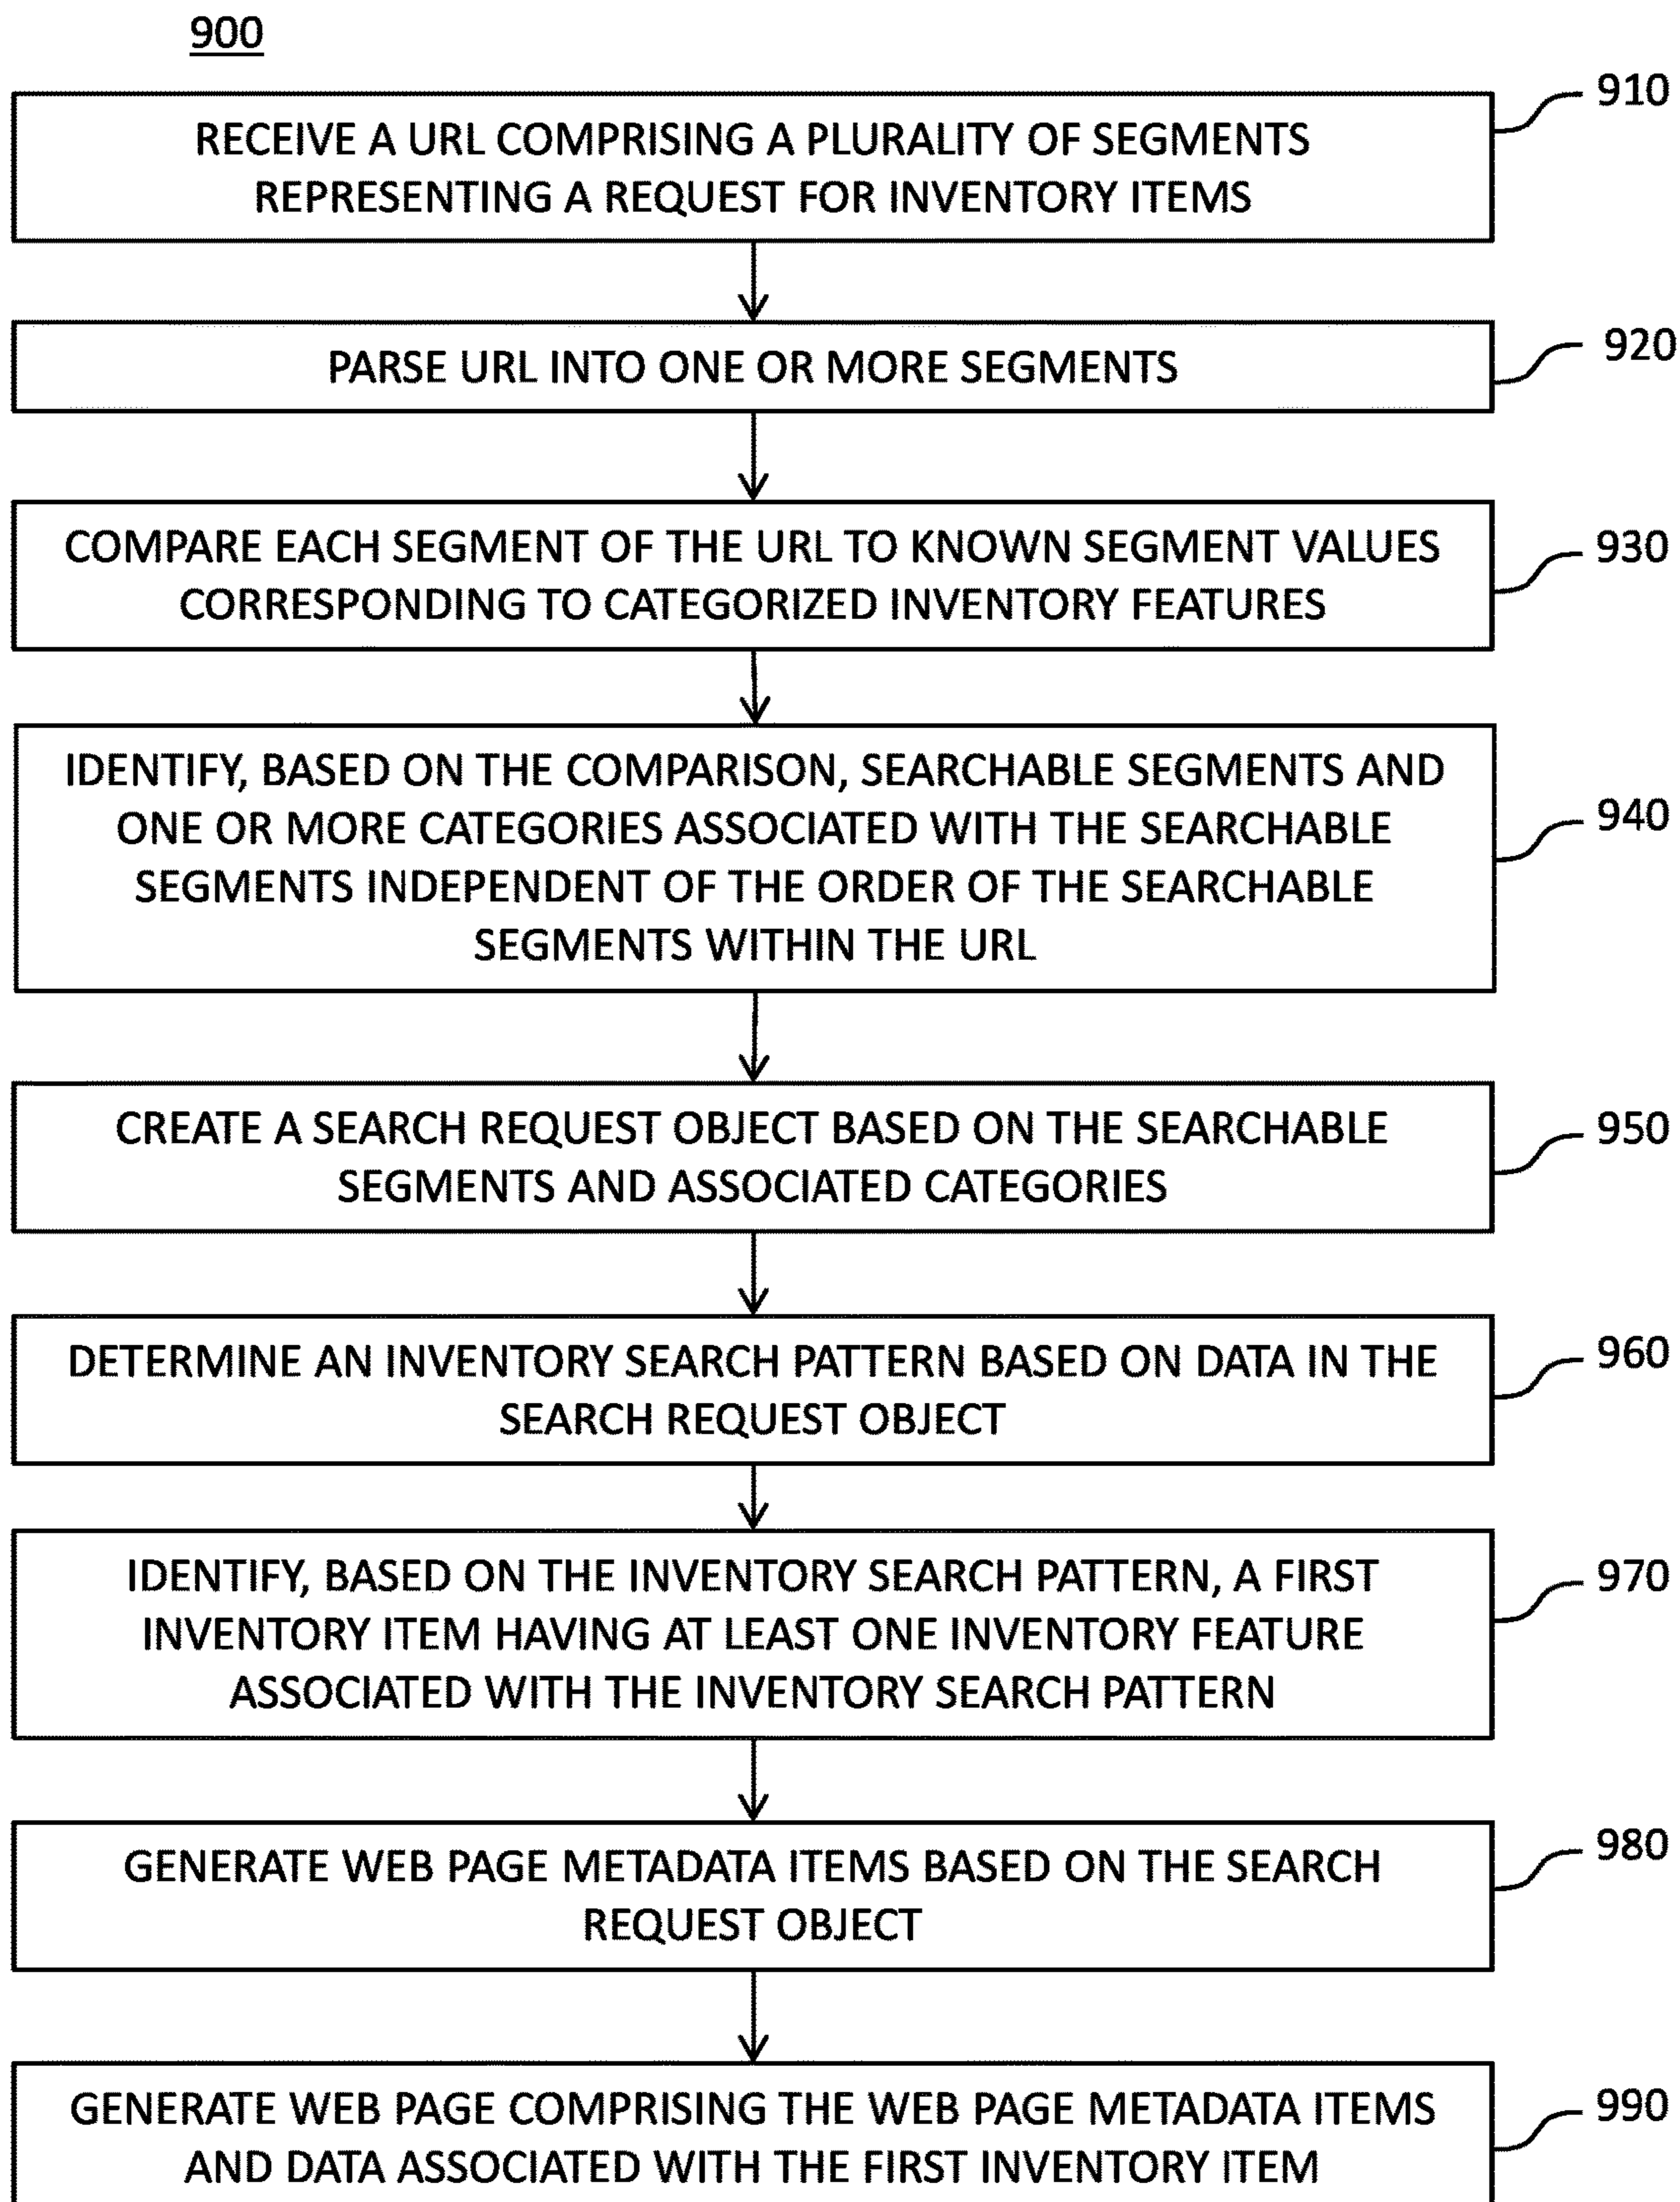 900
910
RECEIVE A URL COMPRISING A PLURALITY OF SEGMENTS
REPRESENTING A REQUEST FOR INVENTORY ITEMS
920
PARSE URL INTO ONE OR MORE SEGMENTS
930
COMPARE EACH SEGMENT OF THE URL TO KNOWN SEGMENT VALUES
CORRESPONDING TO CATEGORIZED INVENTORY FEATURES
IDENTIFY, BASED ON THE COMPARISON, SEARCHABLE SEGMENTS AND
940
ONE OR MORE CATEGORIES ASSOCIATED WITH THE SEARCHABLE
SEGMENTS INDEPENDENT OF THE ORDER OF THE SEARCHABLE
SEGMENTS WITHIN THE URL
950
CREATE A SEARCH REQUEST OBJECT BASED ON THE SEARCHABLE
SEGMENTS AND ASSOCIATED CATEGORIES
960
DETERMINE AN INVENTORY SEARCH PATTERN BASED ON DATA IN THE
SEARCH REQUEST OBJECT
970
IDENTIFY, BASED ON THE INVENTORY SEARCH PATTERN, A FIRST
INVENTORY ITEM HAVING AT LEAST ONE INVENTORY FEATURE
ASSOCIATED WITH THE INVENTORY SEARCH PATTERN
980
GENERATE WEB PAGE METADATA ITEMS BASED ON THE SEARCH
REQUEST OBJECT
990
GENERATE WEB PAGE COMPRISING THE WEB PAGE METADATA ITEMS
AND DATA ASSOCIATED WITH THE FIRST INVENTORY ITEM